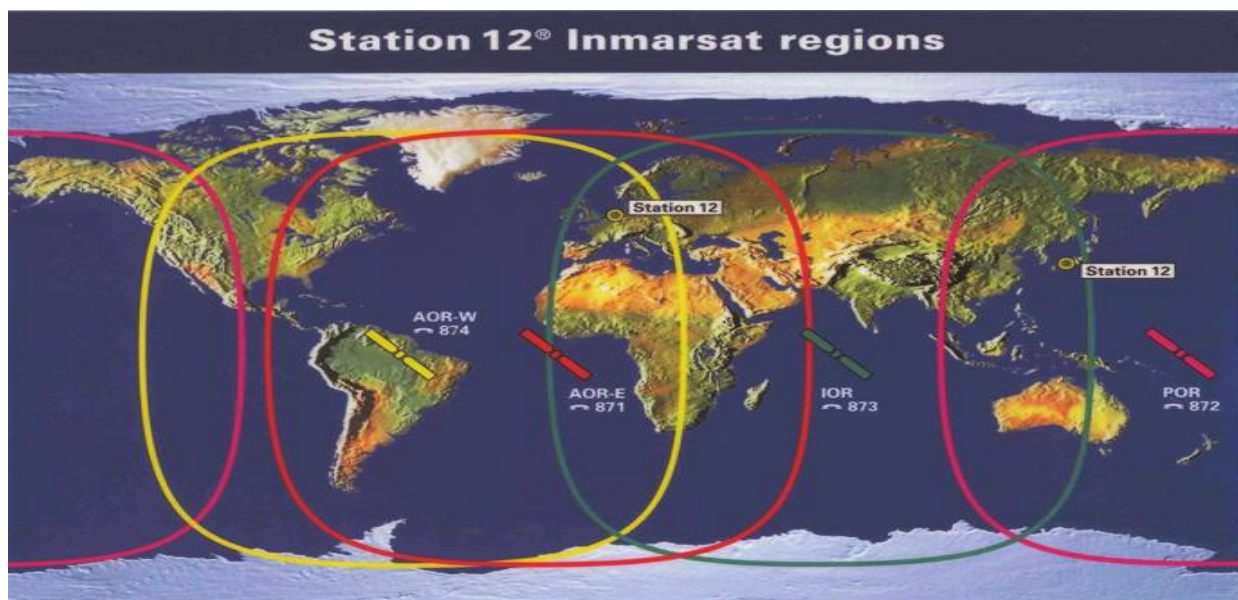 Station 12® Inmarsat regions
Station 12
Station 12
AOR-W
874
AOR-E
871
IOR
873
POR
872